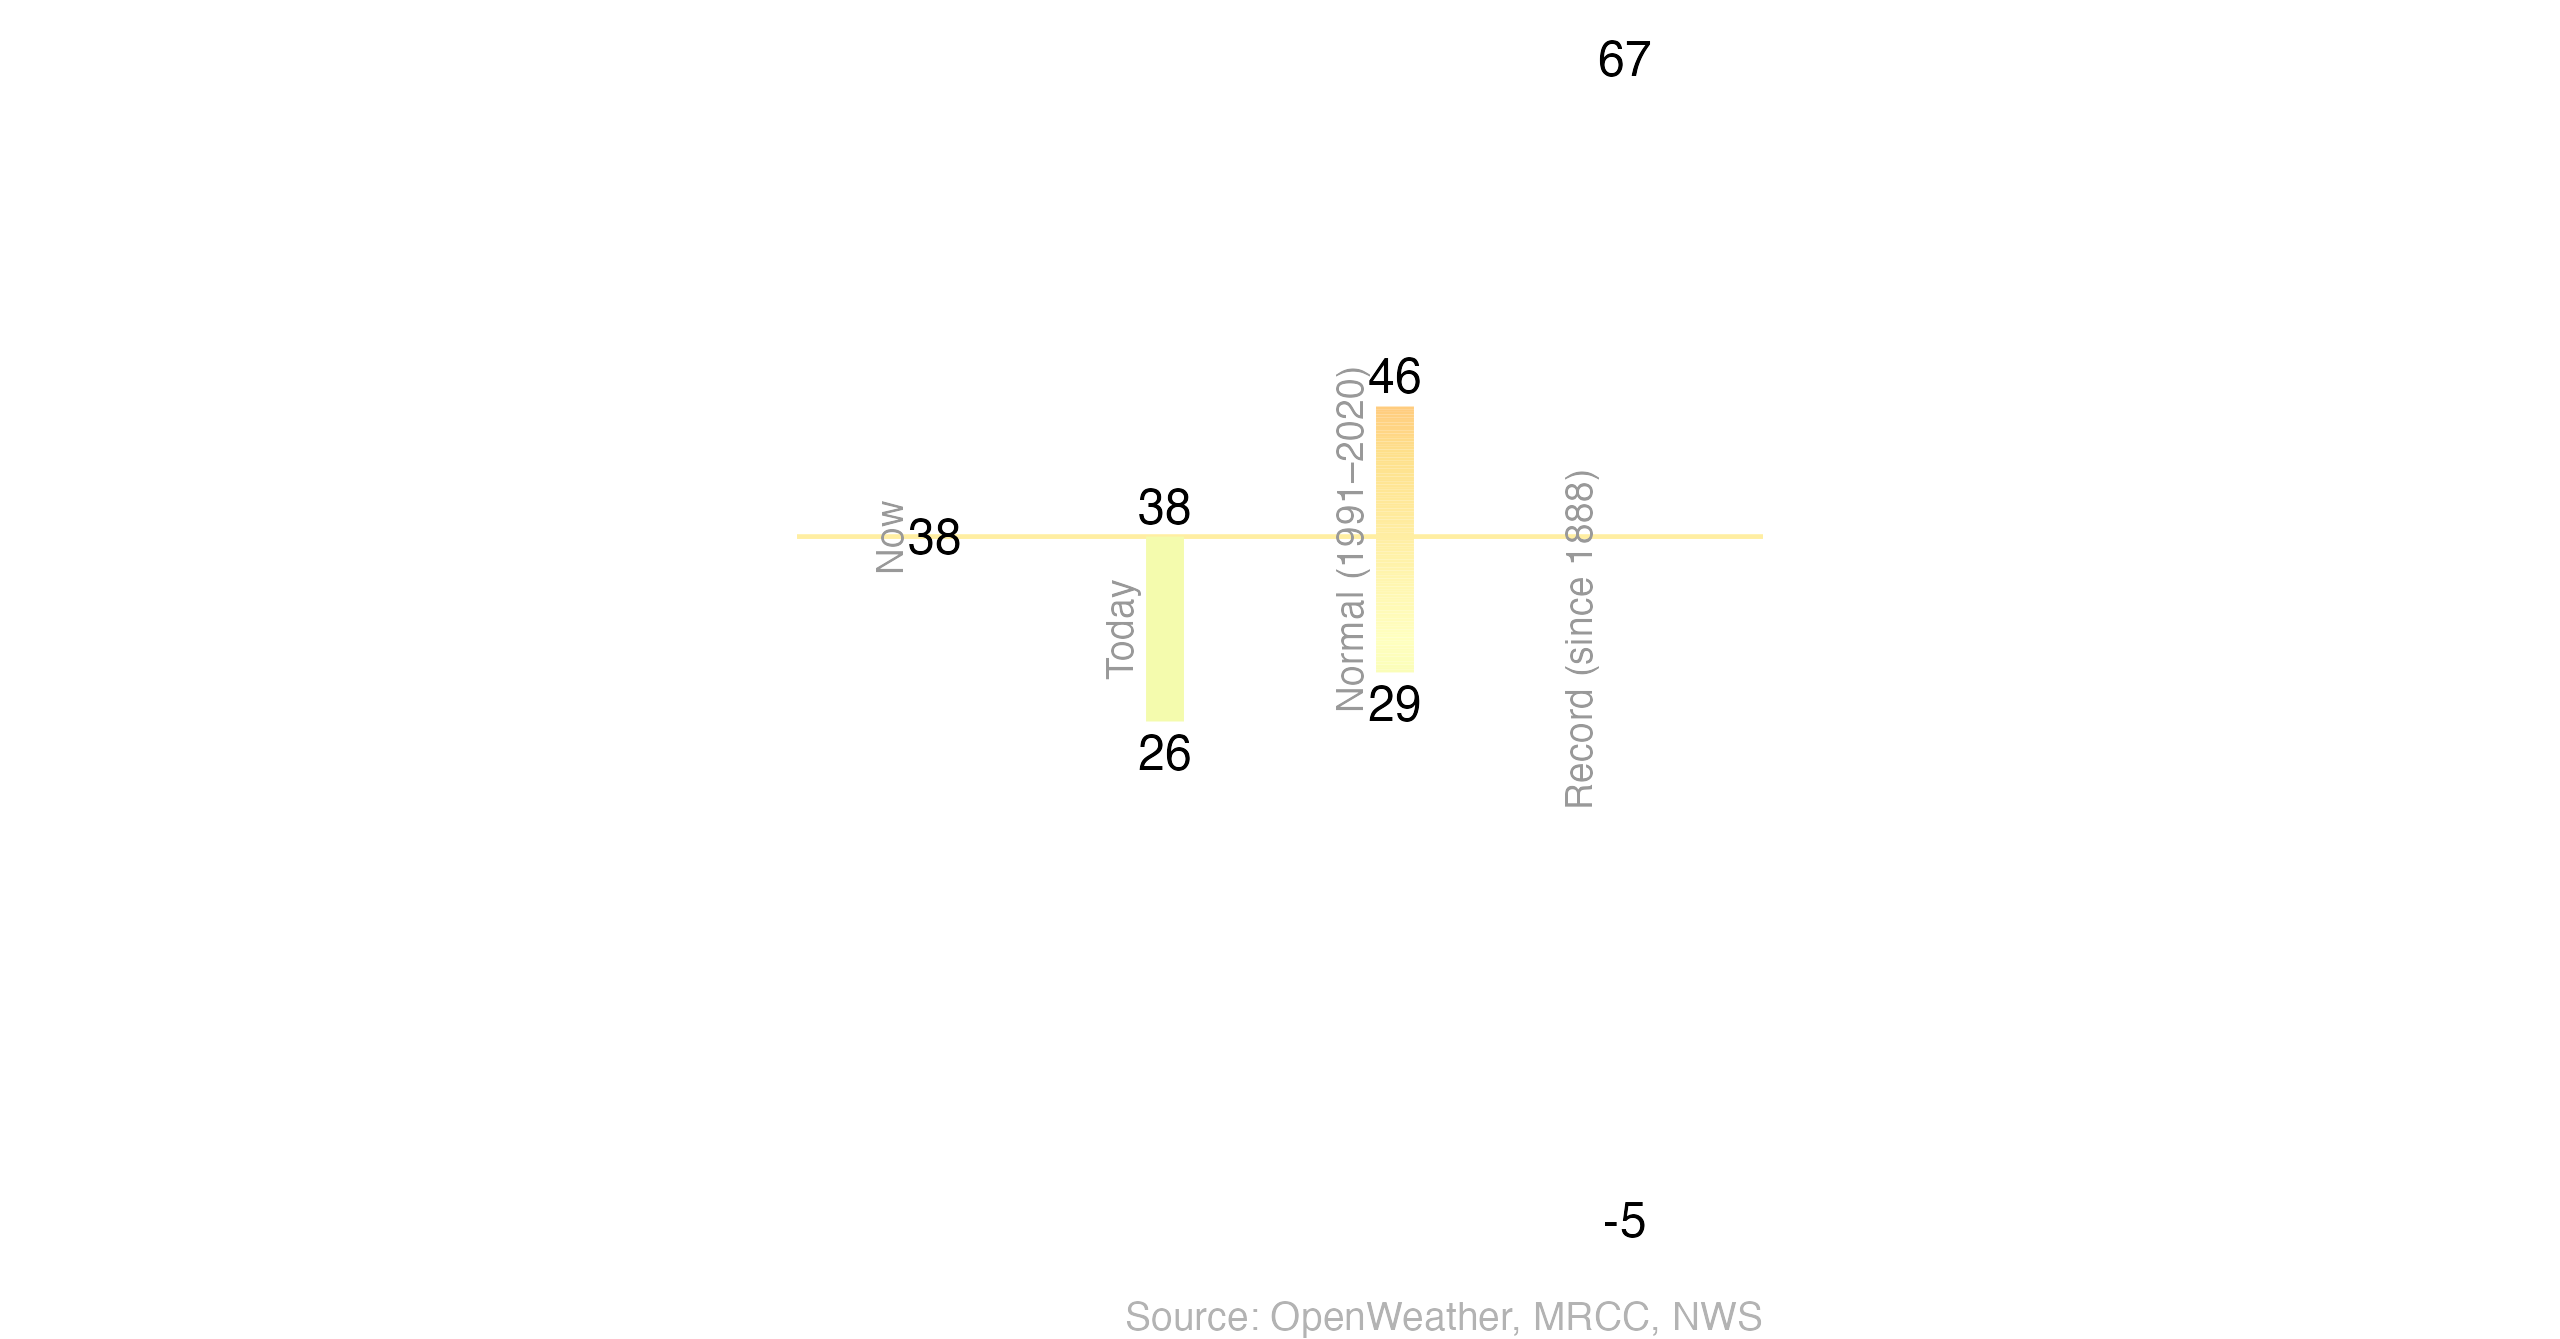 67
46
Normal (1991–2020)
Record (since 1888)
38
Now
38
Today
29
26
-5
Source: OpenWeather, MRCC, NWS